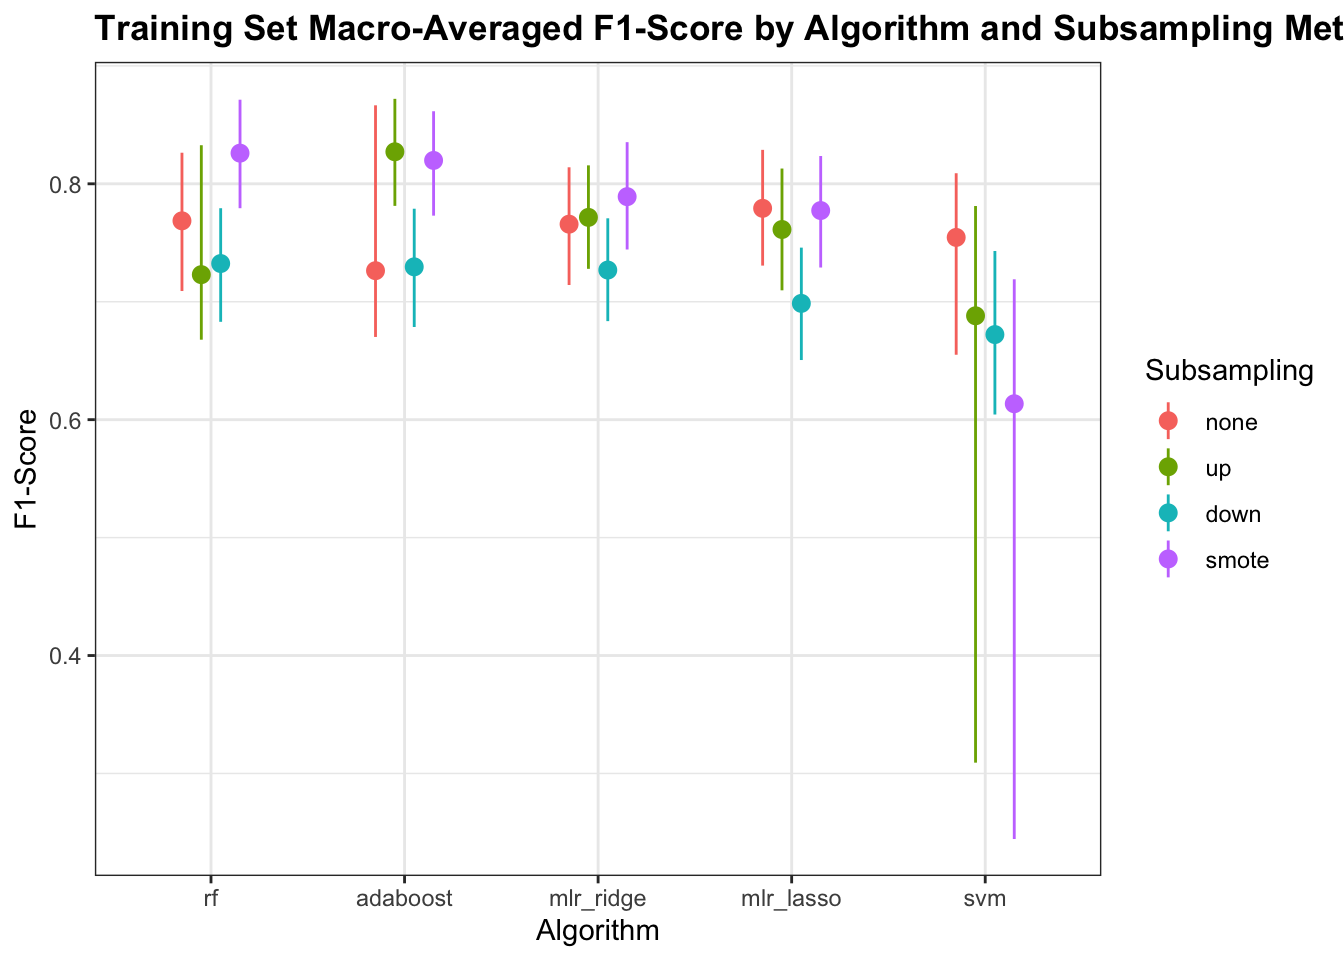 Training Set Macro-Averaged F1-Score by Algorithm and Subsampling Met
0.8
0.6
0.4
F1-Score
rf adaboost mlr_ridge mlr_lasso svm
Algorithm
Subsampling
none
up
down
smote